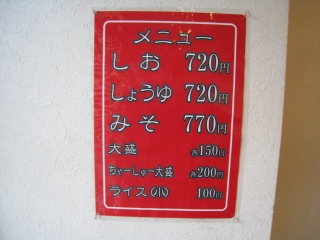 メニュー
しお 720円
しょうゆ 720円
みそ 770円
大盛 各150円
ちゃーしゅー大盛 各200円
ライス(小) 100円